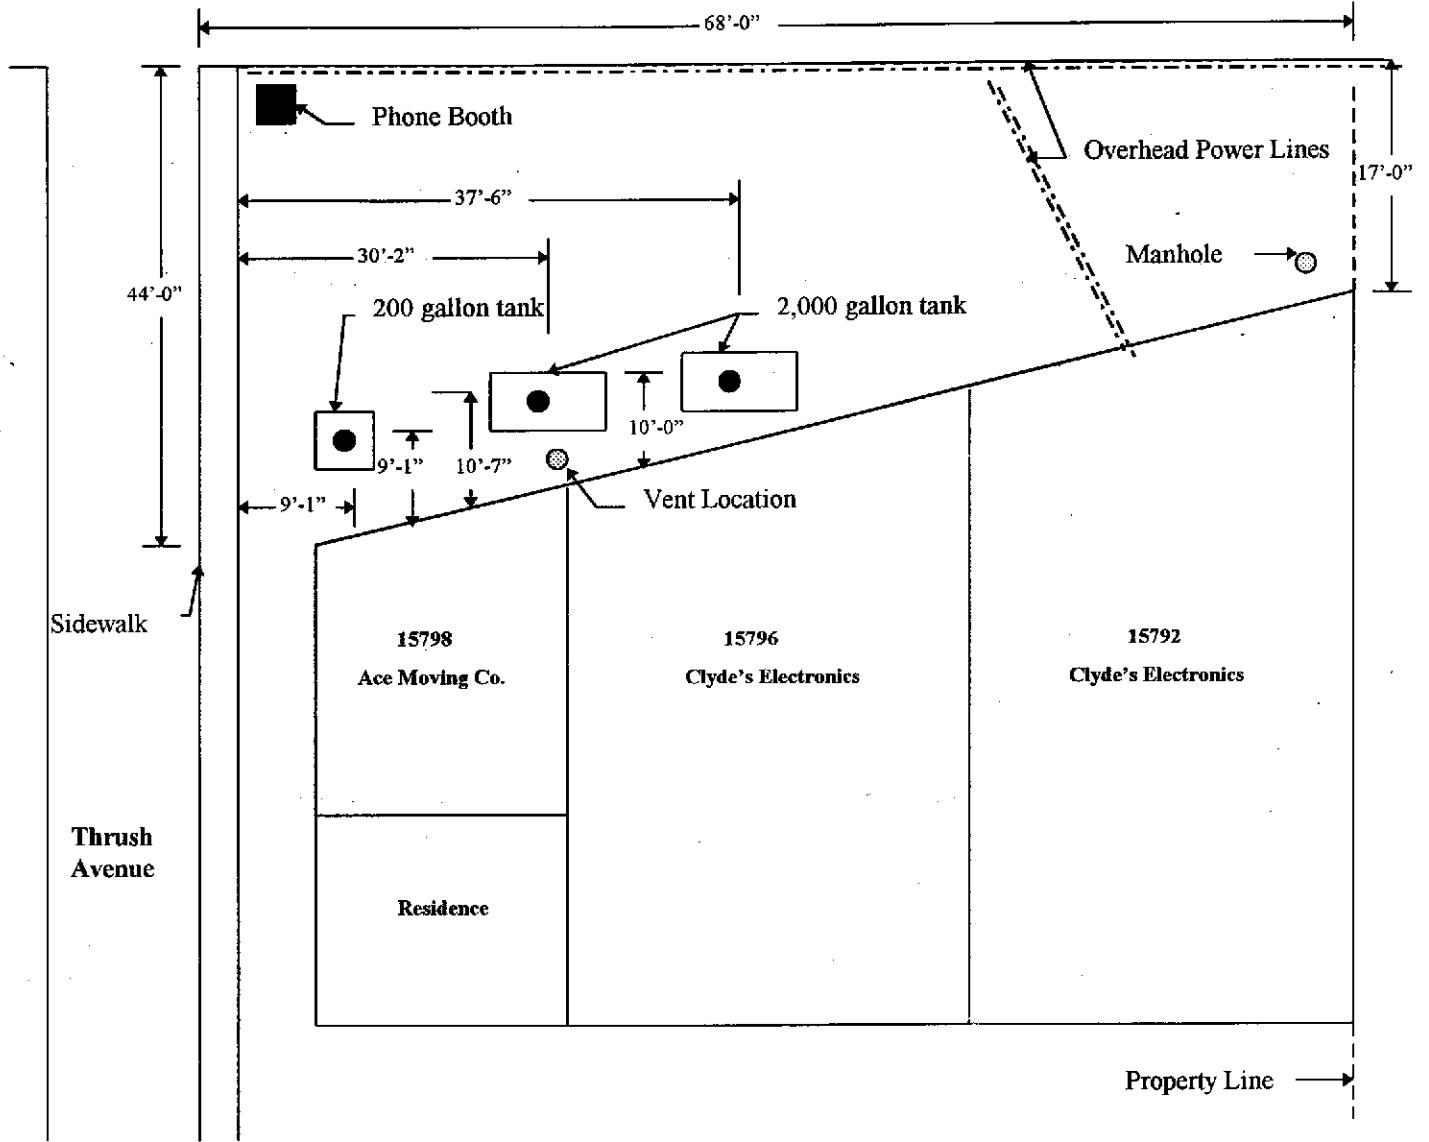 68'-0"
Phone Booth
Overhead Power Lines
17'-0"
37'-6"
30'-2"
Manhole
44'-0"
200 gallon tank
2,000 gallon tank
10'-0"
9'-1"
10'-7"
9'-1"
Vent Location
Sidewalk
15798
Ace Moving Co.
15796
Clyde's Electronics
15792
Clyde's Electronics
Thrush
Avenue
Residence
Property Line